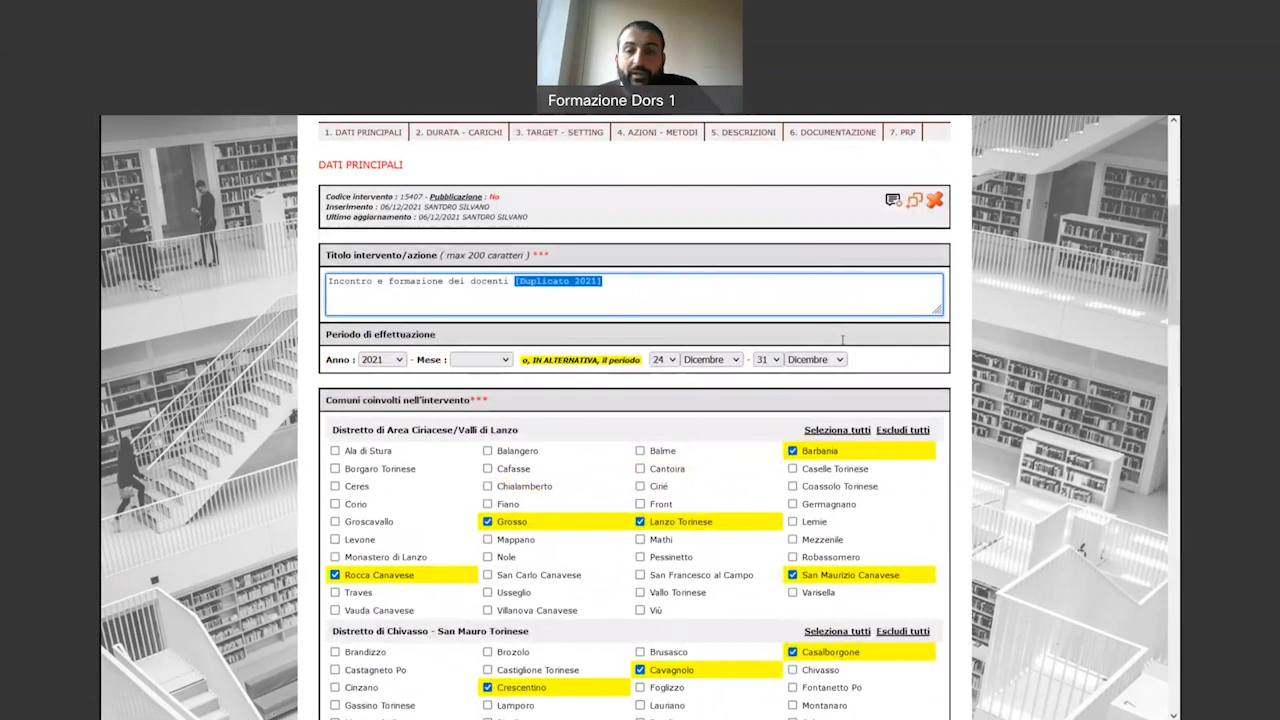 Formazione Dors 1
1. DATI PRINCIPALI 2. DURATA - CARICHI 3. TARGET - SETTING 4. AZIONI - METODI 5. DESCRIZIONI 6. DOCUMENTAZIONE 7. PRP
DATI PRINCIPALI
Codice intervento : 15407 - Pubblicazione : No
Inserimento : 06/12/2021 SANTORO SILVANO
Ultimo aggiornamento : 06/12/2021 SANTORO SILVANO
Titolo intervento/azione ( max 200 caratteri ) ***
Incontro e formazione dei docenti [Duplicato 2021]
Periodo di effettuazione
Anno : 2021 - Mese : o, IN ALTERNATIVA, il periodo 24 Dicembre - 31 Dicembre
Comuni coinvolti nell'intervento***
Distretto di Area Ciriacese/Valli di Lanzo Seleziona tutti Escludi tutti
Ala di Stura Balangero Balme Barbania
Borgaro Torinese Cafasse Cantoira Caselle Torinese
Ceres Chialamberto Cirié Coassolo Torinese
Corio Fiano Front Germagnano
Groscavallo Grosso Lanzo Torinese Lemie
Levone Mappano Mathi Mezzenile
Monastero di Lanzo Nole Pessinetto Robassomero
Rocca Canavese San Carlo Canavese San Francesco al Campo San Maurizio Canavese
Traves Usseglio Vallo Torinese Varisella
Vauda Canavese Villanova Canavese Viù
Distretto di Chivasso - San Mauro Torinese Seleziona tutti Escludi tutti
Brandizzo Brozolo Brusasco Casalborgone
Castagneto Po Castiglione Torinese Cavagnolo Chivasso
Cinzano Crescentino Foglizzo Fontanetto Po
Gassino Torinese Lamporo Lauriano Montanaro